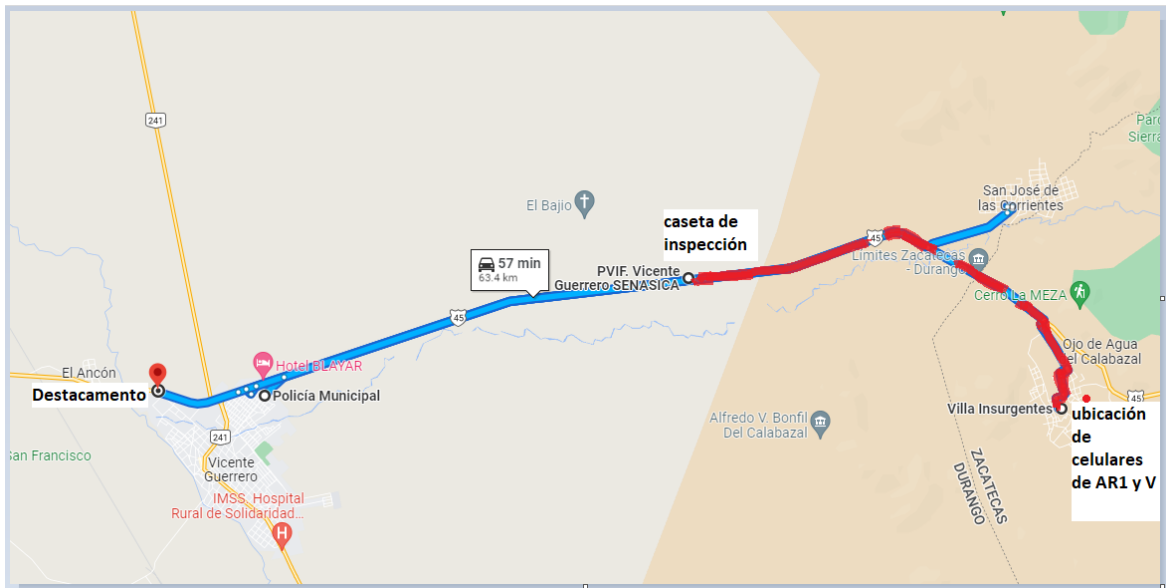 241
Parc
Sierra
San José de
las Corrientes
El Bajio
caseta de
inspección
45
Límites Zacatecas
- Durango
57 min
63.4 km
PVIF. Vicente
Guerrero SENASICA
Cerro La MEZA
45
Ojo de Agua
del Calabazal
El Ancón
Hotel BLAYAR
Destacamento
Policía Municipal
45
Villa Insurgentes
ubicación
de
celulares
de AR1 y V
Alfredo V. Bonfil
Del Calabazal
241
San Francisco
Vicente
Guerrero
ZACATECAS
DURANGO
IMSS. Hospital
Rural de Solidaridad...
H